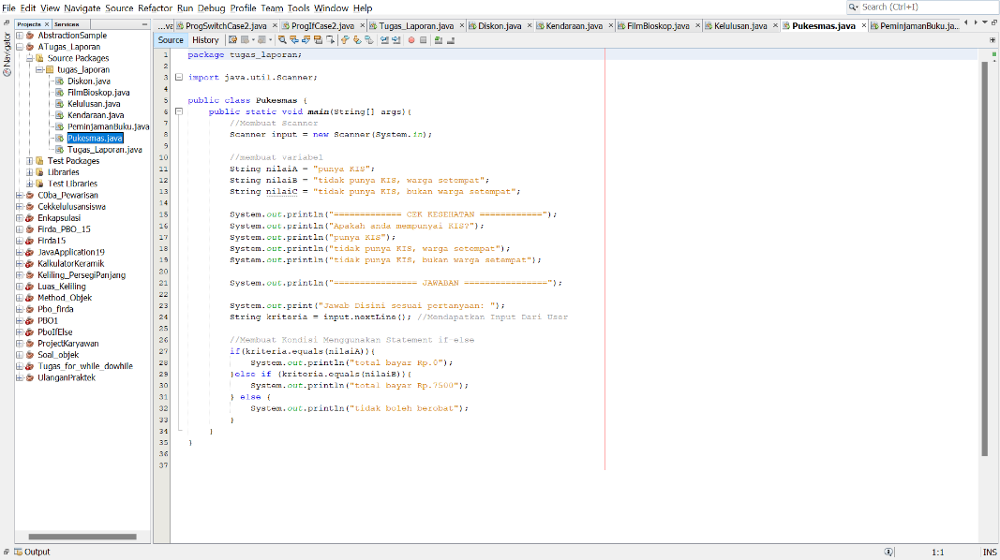 File Edit View Navigate Source Refactor Run Debug Profile Team Tools Window Help
Search (Ctrl+I)
Projects Services
...va ProgSwitchCase2.java ProgIfCase2.java Tugas_Laporan.java Diskon.java Kendaraan.java FilmBioskop.java Kelulusan.java Pukesmas.java PeminjamanBuku.ja...
Source History
Navigator
AbstractionSample
ATugas_Laporan
Source Packages
tugas_laporan
Diskon.java
FilmBioskop.java
Kelulusan.java
Kendaraan.java
PeminjamanBuku.java
Pukesmas.java
Tugas_Laporan.java
Test Packages
Libraries
Test Libraries
C0ba_Pewarisan
Cekkelulusansiswa
Enkapsulasi
Firda_PBO_15
Firda15
JavaApplication19
KalkulatorKeramik
Keliling_PersegiPanjang
Luas_Keliling
Method_Objek
Pbo_firda
PBO1
PboIfElse
ProjectKaryawan
Soal_objek
Tugas_for_while_dowhile
UlanganPraktek
1 package tugas_laporan;
2
3 import java.util.Scanner;
4
5 public class Pukesmas {
6 public static void main(String[] args){
7 //Membuat Scanner
8 Scanner input = new Scanner(System.in);
9
10 //membuat variabel
11 String nilaiA = "punya KIS";
12 String nilaiB = "tidak punya KIS, warga setempat";
13 String nilaiC = "tidak punya KIS, bukan warga setempat";
14
15 System.out.println("============= CEK KESEHATAN ============");
16 System.out.println("Apakah anda mempunyai KIS?");
17 System.out.println("punya KIS");
18 System.out.println("tidak punya KIS, warga setempat");
19 System.out.println("tidak punya KIS, bukan warga setempat");
20
21 System.out.println("================ JAWABAN ================");
22
23 System.out.print("Jawab Disini sesuai pertanyaan: ");
24 String kriteria = input.nextLine(); //Mendapatkan Input Dari User
25
26 //Membuat Kondisi Menggunakan Statement if-else
27 if(kriteria.equals(nilaiA)){
28 System.out.println("total bayar Rp.0");
29 }else if (kriteria.equals(nilaiB)){
30 System.out.println("total bayar Rp.7500");
31 } else {
32 System.out.println("tidak boleh berobat");
33 }
34 }
35 }
36
37
Output
1:1 INS